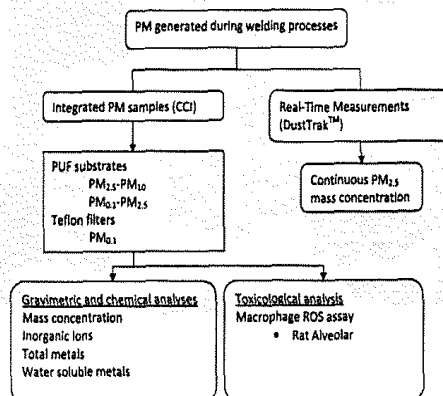 PM generated during welding processes
Integrated PM samples (CCI)
Real-Time Measurements
(DustTrak™)
PUF substrates
PM2.5-PM10
PM0.1-PM2.5
Teflon filters
PM0.1
Continuous PM2.5
mass concentration
Gravimetric and chemical analyses
Mass concentration
Inorganic Ions
Total metals
Water soluble metals
Toxicological analysis
Macrophage ROS assay
• Rat Alveolar